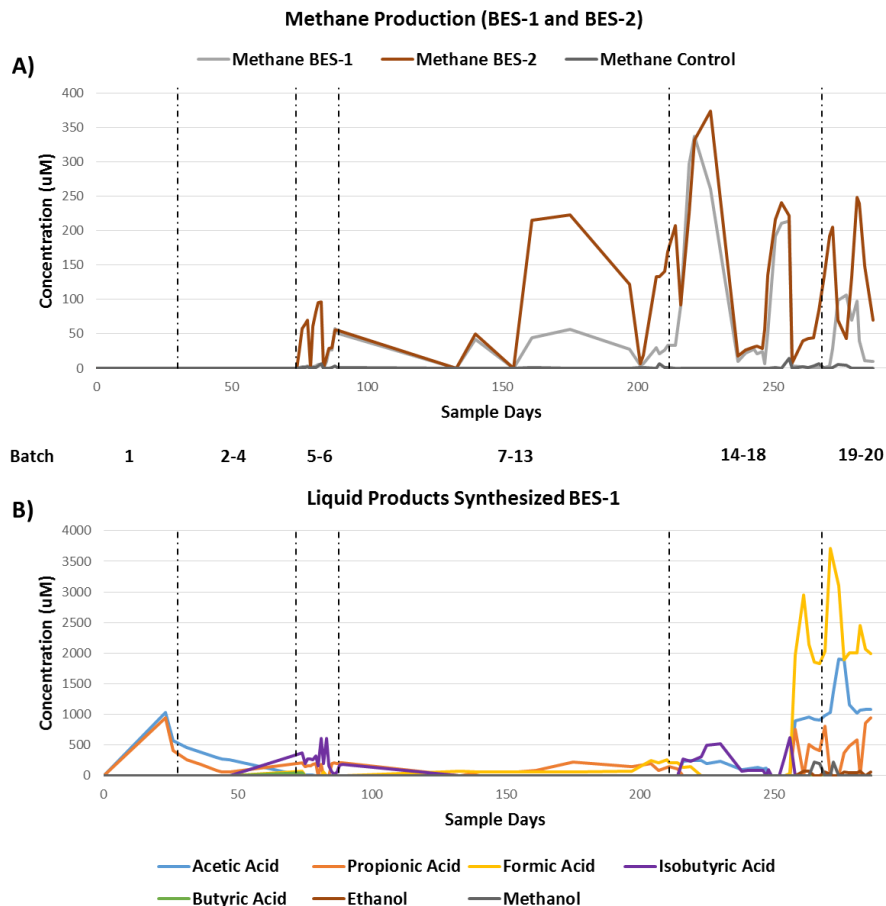 Methane Production (BES-1 and BES-2)
A)
Methane BES-1 Methane BES-2 Methane Control
400
350
300
250
200
150
100
50
0
Concentration (uM)
0 50 100 150 200 250
Sample Days
Batch 1 2-4 5-6 7-13 14-18 19-20
B)
Liquid Products Synthesized BES-1
4000
3500
3000
2500
2000
1500
1000
500
0
Concentration (uM)
0 50 100 150 200 250
Sample Days
Acetic Acid Propionic Acid Formic Acid Isobutyric Acid
Butyric Acid Ethanol Methanol